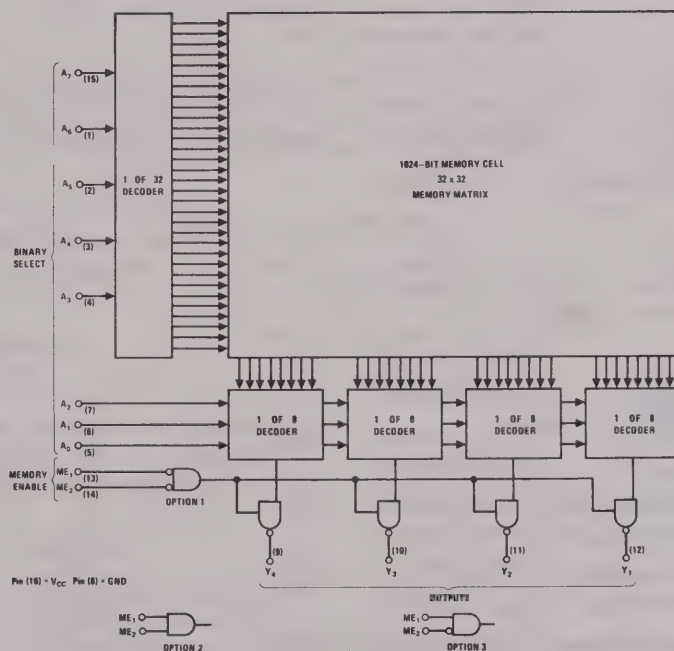 A7 (15)
A6 (1)
1 OF 32
DECODER
A5 (2)
A4 (3)
A3 (4)
BINARY
SELECT
1024-BIT MEMORY CELL
32 x 32
MEMORY MATRIX
A2 (7)
A1 (6)
A0 (5)
1 OF 8
DECODER
1 OF 8
DECODER
1 OF 8
DECODER
1 OF 8
DECODER
MEMORY
ENABLE
ME1 (13)
ME2 (14)
OPTION 1
(9)
(10)
(11)
(12)
Y4
Y3
Y2
Y1
Pin (16) = VCC Pin (8) = GND
OUTPUTS
ME1
ME2
OPTION 2
ME1
ME2
OPTION 3